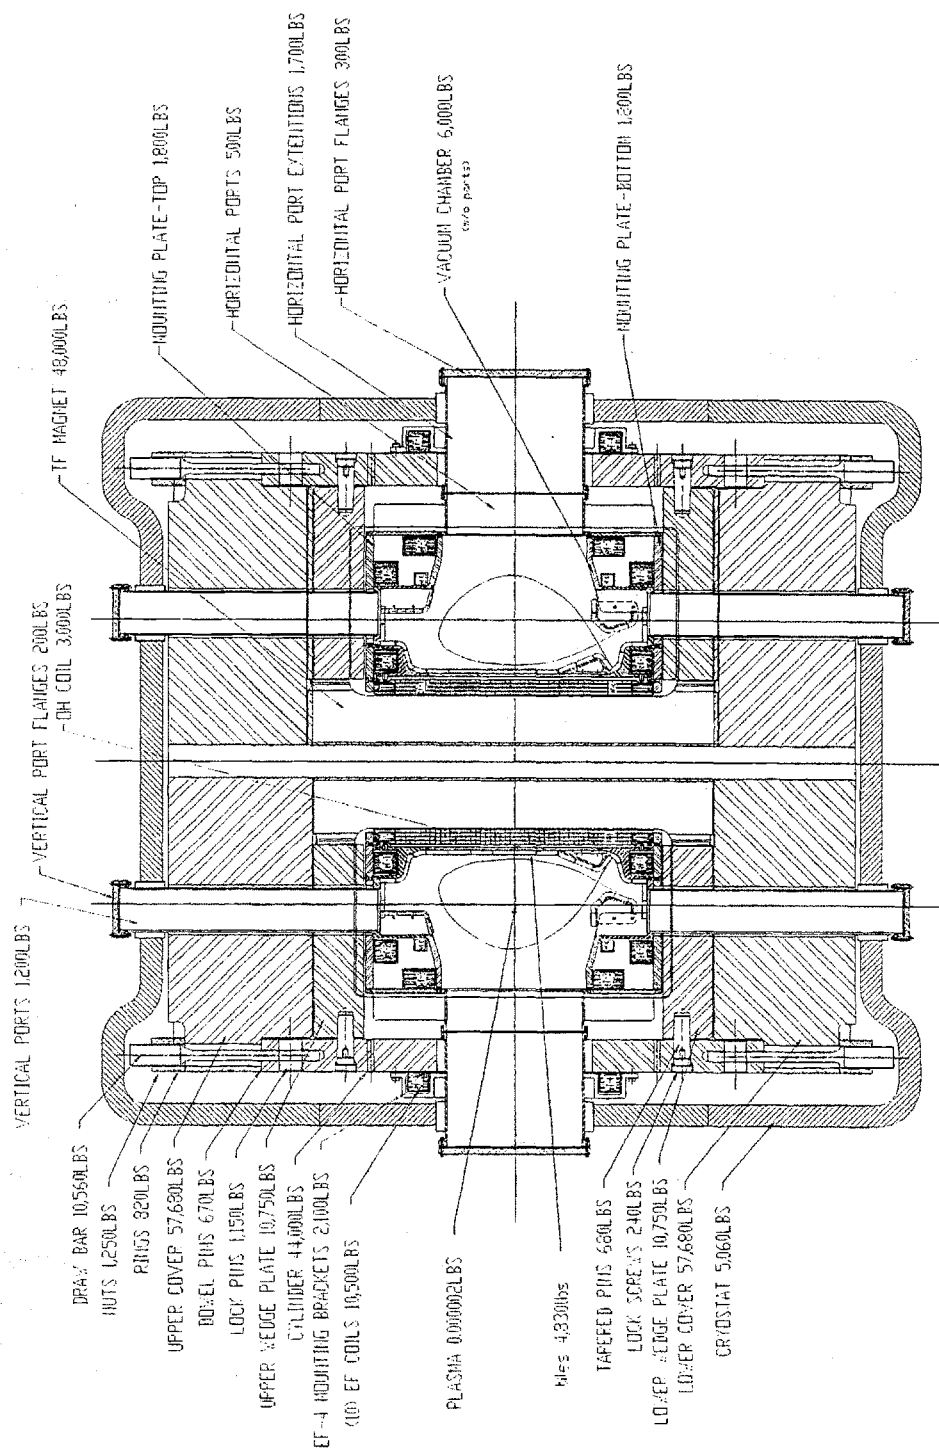 VERTICAL PORTS 1,200LBS
VERTICAL PORT FLANGES 200LBS
OH COIL 3,000LBS
TF MAGNET 48,000LBS
MOUNTING PLATE-TOP 1,800LBS
HORIZONTAL PORTS 500LBS
HORIZONTAL PORT EXTENTIONS 1,700LBS
HORIZONTAL PORT FLANGES 300LBS
VACUUM CHAMBER 6,000LBS
(w/o ports)
MOUNTING PLATE-BOTTOM 1,800LBS
DRAW BAR 10,560LBS
NUTS 1,250LBS
RINGS 820LBS
UPPER COVER 57,680LBS
DOWEL PINS 670LBS
LOCK PINS 1,150LBS
UPPER WEDGE PLATE 10,750LBS
CYLINDER 44,000LBS
EF-4 MOUNTING BRACKETS 2,100LBS
(10) EF COILS 10,500LBS
PLASMA 0.000002LBS
tiles 4,330lbs
TAPERED PINS 680LBS
LOCK SCREWS 240LBS
LOWER WEDGE PLATE 10,750LBS
LOWER COVER 57,680LBS
CRYOSTAT 5,060LBS